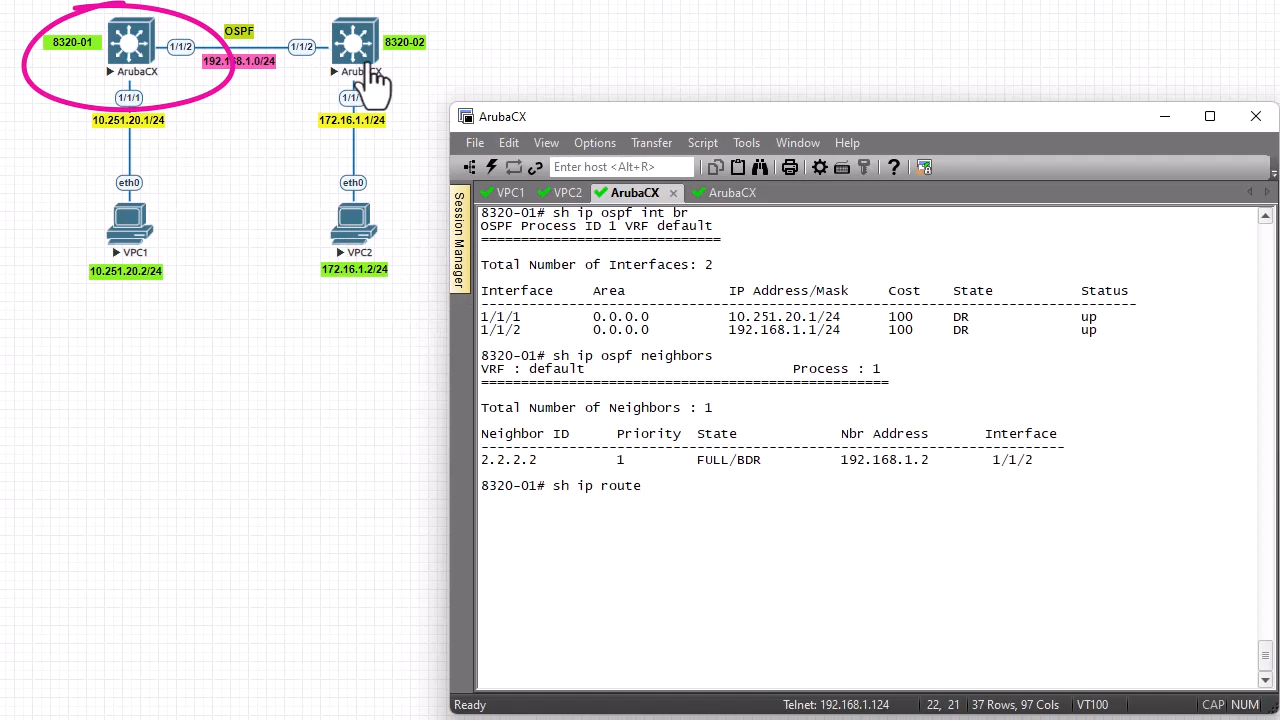 OSPF
8320-01
1/1/2
1/1/2
8320-02
192.168.1.0/24
ArubaCX
1/1/1
10.251.20.1/24
172.16.1.1/24
eth0
eth0
VPC1
VPC2
10.251.20.2/24
172.16.1.2/24
ArubaCX
File Edit View Options Transfer Script Tools Window Help
Enter host <Alt+R>
Session Manager
VPC1 VPC2 ArubaCX ArubaCX
8320-01# sh ip ospf int br
OSPF Process ID 1 VRF default
=============================
Total Number of Interfaces: 2
Interface Area IP Address/Mask Cost State Status
1/1/1 0.0.0.0 10.251.20.1/24 100 DR up
1/1/2 0.0.0.0 192.168.1.1/24 100 DR up
8320-01# sh ip ospf neighbors
VRF : default Process : 1
===================================================
Total Number of Neighbors : 1
Neighbor ID Priority State Nbr Address Interface
2.2.2.2 1 FULL/BDR 192.168.1.2 1/1/2
8320-01# sh ip route
Ready Telnet: 192.168.1.124 22, 21 37 Rows, 97 Cols VT100 CAP NUM